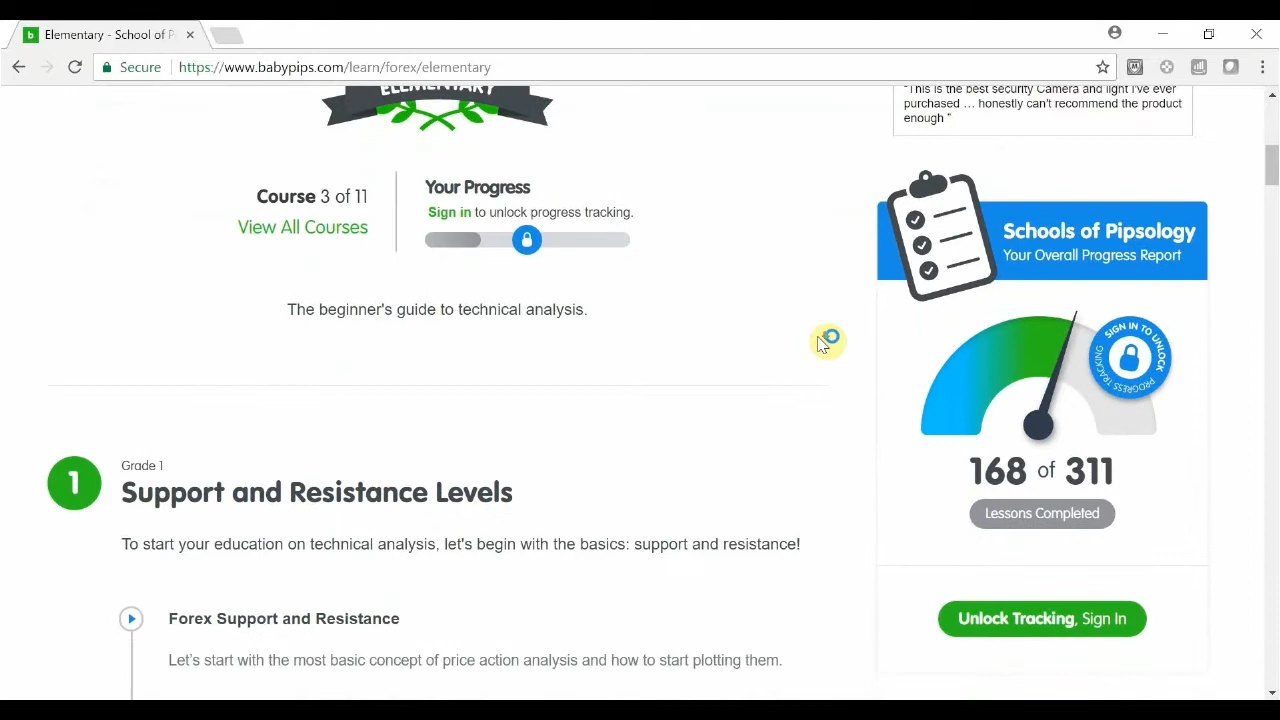 Elementary - School of P
Secure
https://www.babypips.com/learn/forex/elementary
ELEMENTARY
"This is the best security Camera and light I've ever
purchased … honestly can't recommend the product
enough "
Course 3 of 11
View All Courses
Your Progress
Sign in to unlock progress tracking.
The beginner's guide to technical analysis.
Schools of Pipsology
Your Overall Progress Report
SIGN IN TO UNLOCK
PROGRESS TRACKING
168 of 311
Lessons Completed
Unlock Tracking, Sign In
1
Grade 1
Support and Resistance Levels
To start your education on technical analysis, let's begin with the basics: support and resistance!
Forex Support and Resistance
Let's start with the most basic concept of price action analysis and how to start plotting them.